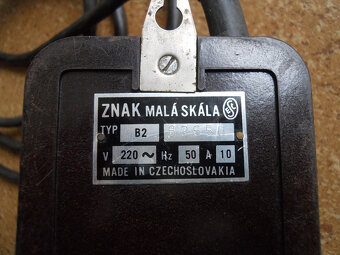 ZNAK MALÁ SKÁLA
TYP B2
V 220 ~ Hz 50 A 10
MADE IN CZECHOSLOVAKIA